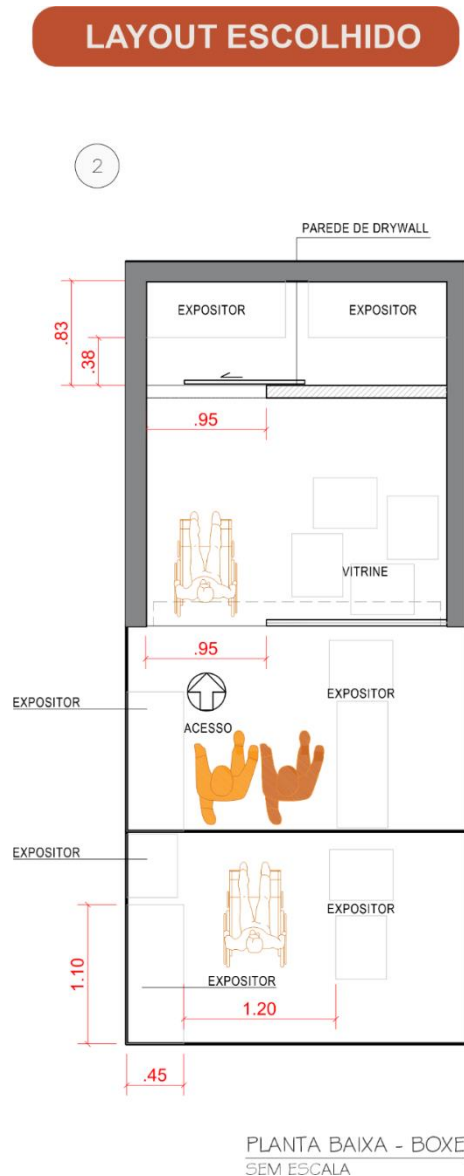 LAYOUT ESCOLHIDO
2
PAREDE DE DRYWALL
EXPOSITOR
EXPOSITOR
.83
.38
.95
VITRINE
.95
EXPOSITOR
EXPOSITOR
ACESSO
EXPOSITOR
EXPOSITOR
1.10
EXPOSITOR
1.20
.45
PLANTA BAIXA - BOXE
SEM ESCALA